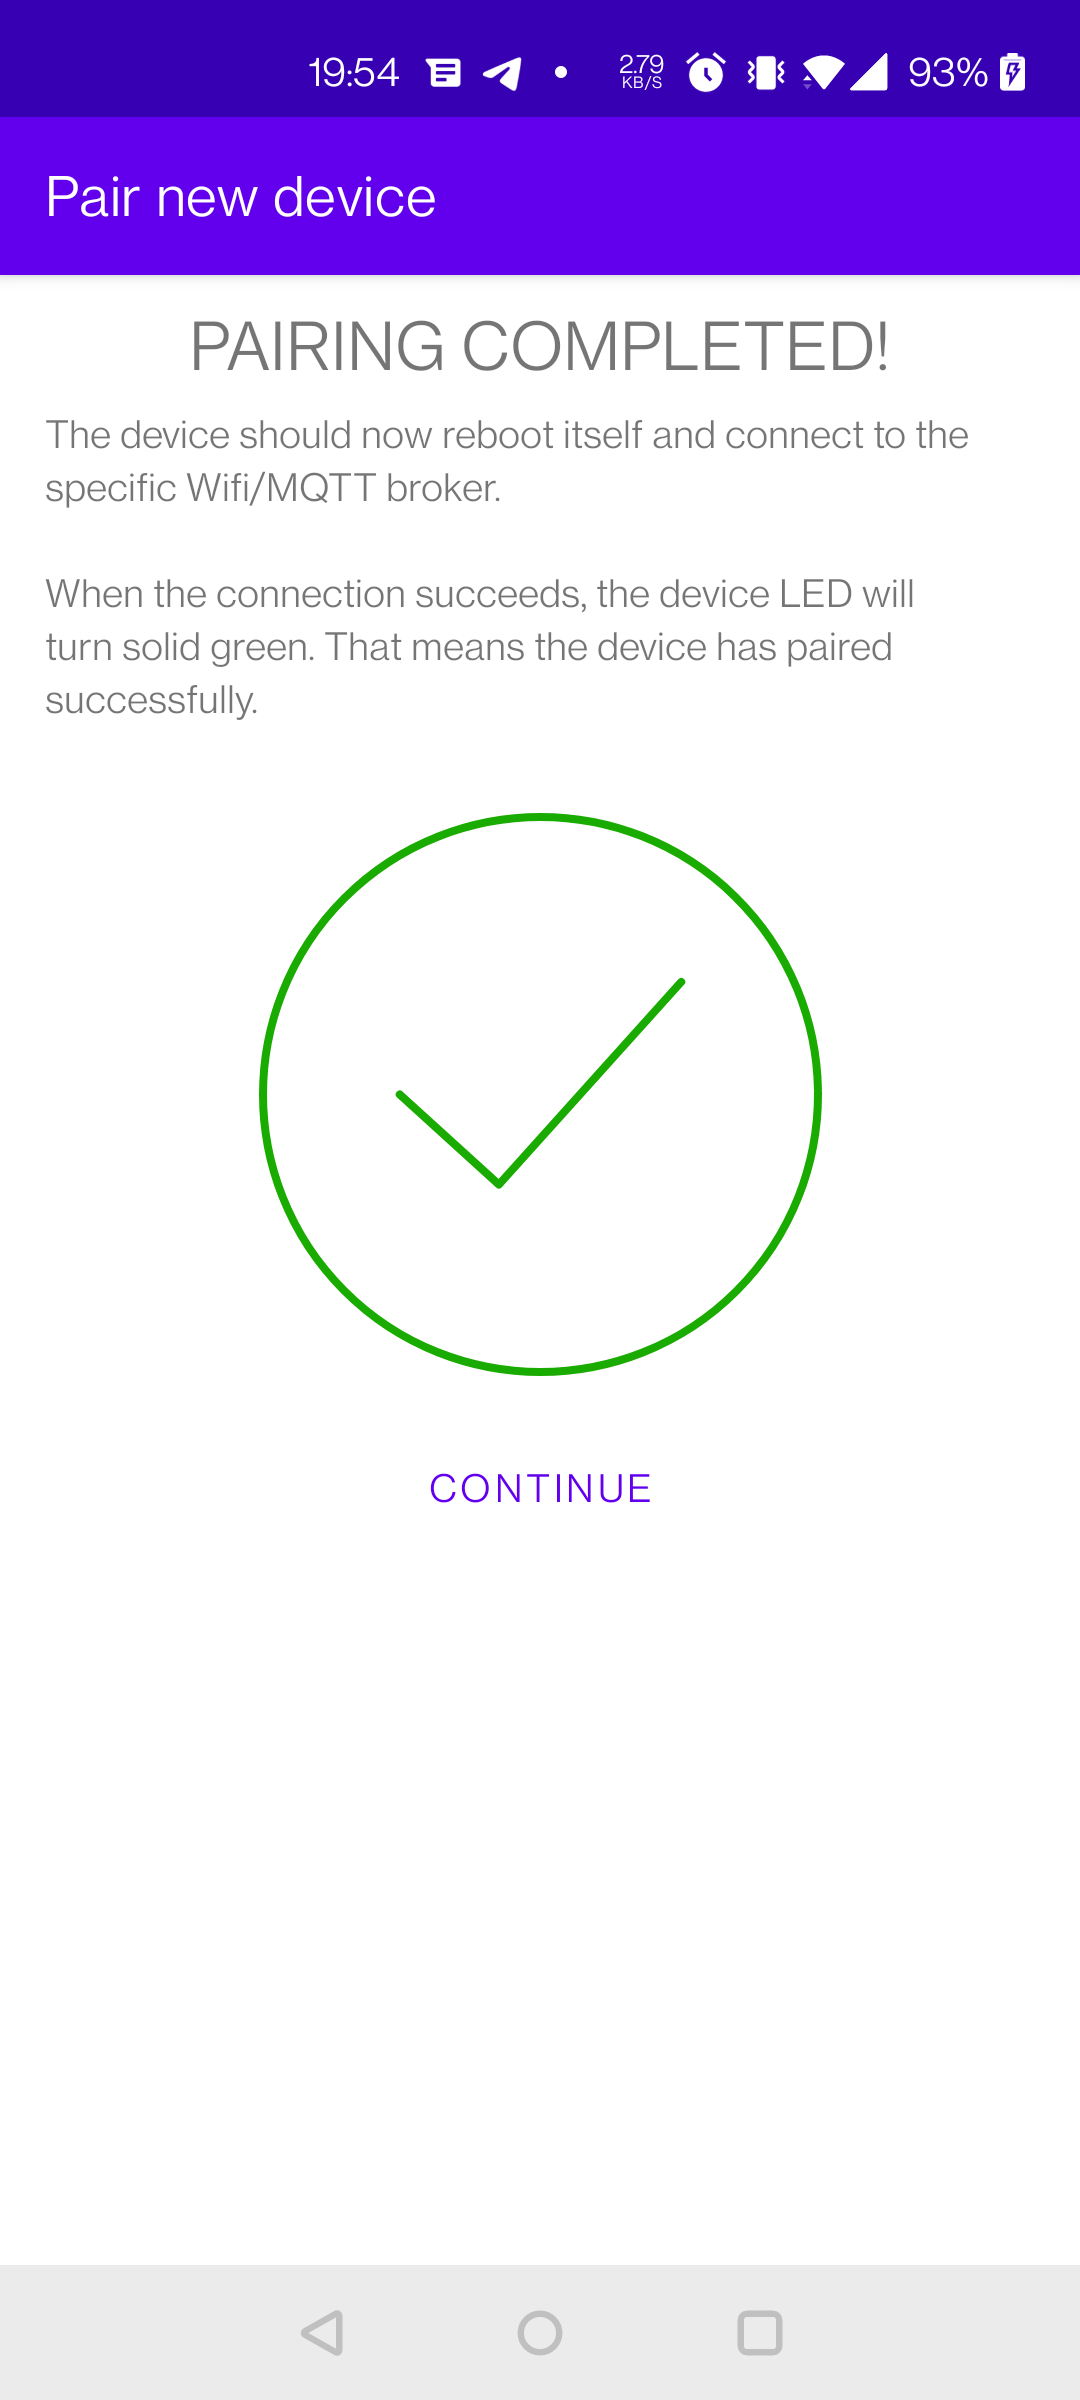 19:54
2.79
KB/S
93%
Pair new device
PAIRING COMPLETED!
The device should now reboot itself and connect to the
specific Wifi/MQTT broker.
When the connection succeeds, the device LED will
turn solid green. That means the device has paired
successfully.
CONTINUE